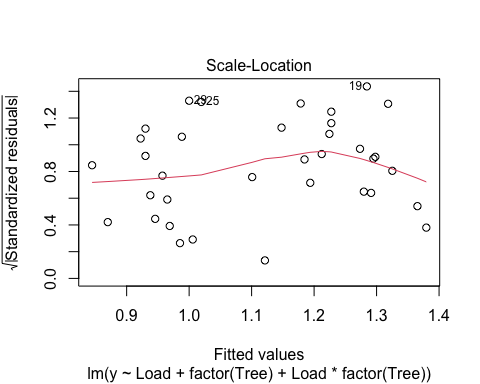 Scale-Location
√|Standardized residuals|
0.0 0.4 0.8 1.2
29 325
19
0.9 1.0 1.1 1.2 1.3 1.4
Fitted values
lm(y ~ Load + factor(Tree) + Load * factor(Tree))